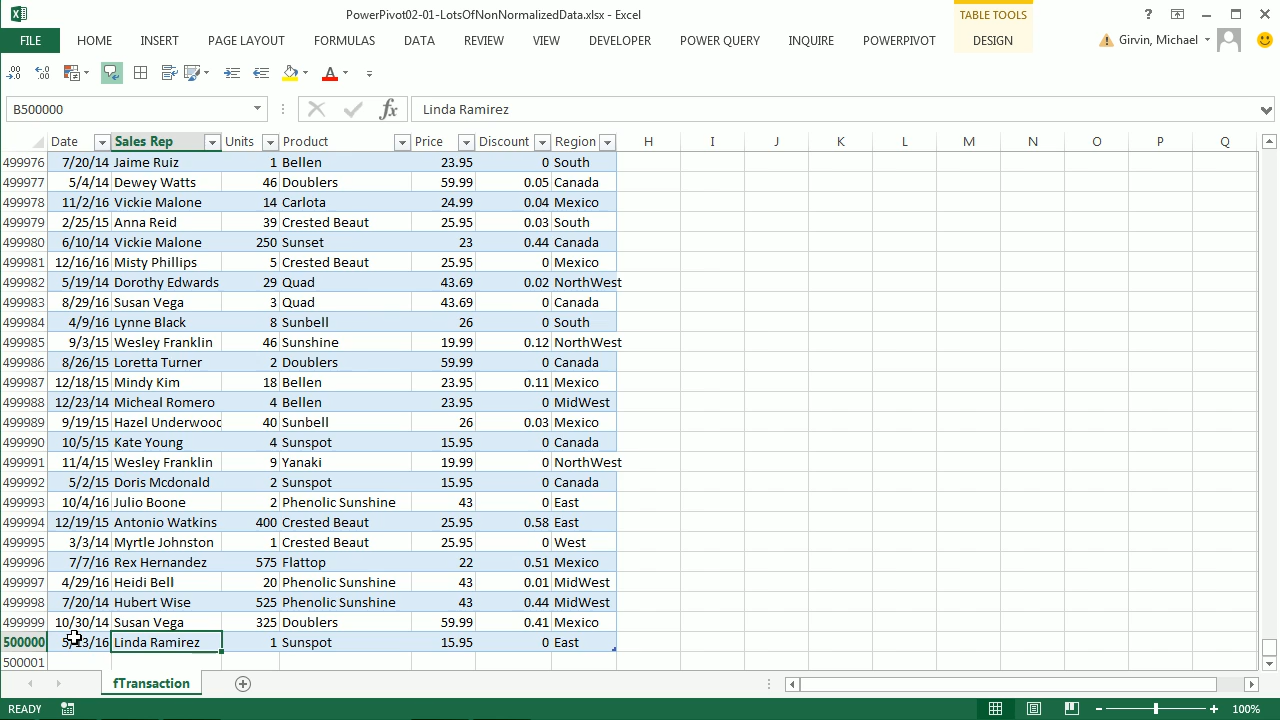 PowerPivot02-01-LotsOfNonNormalizedData.xlsx - Excel
TABLE TOOLS
?
FILE HOME INSERT PAGE LAYOUT FORMULAS DATA REVIEW VIEW DEVELOPER POWER QUERY INQUIRE POWERPIVOT DESIGN Girvin, Michael
B500000 fx Linda Ramirez
Date Sales Rep Units Product Price Discount Region H I J K L M N O P Q
499976 7/20/14 Jaime Ruiz 1 Bellen 23.95 0 South
499977 5/4/14 Dewey Watts 46 Doublers 59.99 0.05 Canada
499978 11/2/16 Vickie Malone 14 Carlota 24.99 0.04 Mexico
499979 2/25/15 Anna Reid 39 Crested Beaut 25.95 0.03 South
499980 6/10/14 Vickie Malone 250 Sunset 23 0.44 Canada
499981 12/16/16 Misty Phillips 5 Crested Beaut 25.95 0 Mexico
499982 5/19/14 Dorothy Edwards 29 Quad 43.69 0.02 NorthWest
499983 8/29/16 Susan Vega 3 Quad 43.69 0 Canada
499984 4/9/16 Lynne Black 8 Sunbell 26 0 South
499985 9/3/15 Wesley Franklin 46 Sunshine 19.99 0.12 NorthWest
499986 8/26/15 Loretta Turner 2 Doublers 59.99 0 Canada
499987 12/18/15 Mindy Kim 18 Bellen 23.95 0.11 Mexico
499988 12/23/14 Micheal Romero 4 Bellen 23.95 0 MidWest
499989 9/19/15 Hazel Underwood 40 Sunbell 26 0.03 Mexico
499990 10/5/15 Kate Young 4 Sunspot 15.95 0 Canada
499991 11/4/15 Wesley Franklin 9 Yanaki 19.99 0 NorthWest
499992 5/2/15 Doris Mcdonald 2 Sunspot 15.95 0 Canada
499993 10/4/16 Julio Boone 2 Phenolic Sunshine 43 0 East
499994 12/19/15 Antonio Watkins 400 Crested Beaut 25.95 0.58 East
499995 3/3/14 Myrtle Johnston 1 Crested Beaut 25.95 0 West
499996 7/7/16 Rex Hernandez 575 Flattop 22 0.51 Mexico
499997 4/29/16 Heidi Bell 20 Phenolic Sunshine 43 0.01 MidWest
499998 7/20/14 Hubert Wise 525 Phenolic Sunshine 43 0.44 MidWest
499999 10/30/14 Susan Vega 325 Doublers 59.99 0.41 Mexico
500000 5/13/16 Linda Ramirez 1 Sunspot 15.95 0 East
500001
fTransaction
READY 100%